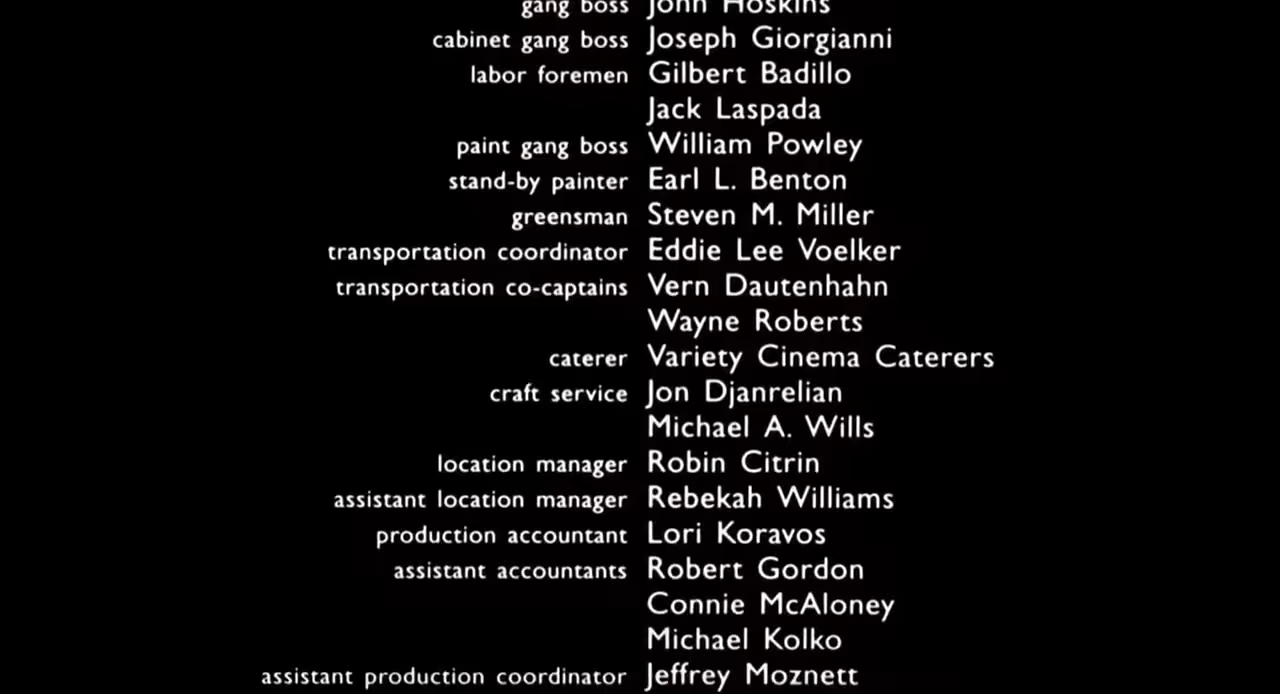 gang boss John Hoskins
cabinet gang boss Joseph Giorgianni
labor foremen Gilbert Badillo
Jack Laspada
paint gang boss William Powley
stand-by painter Earl L. Benton
greensman Steven M. Miller
transportation coordinator Eddie Lee Voelker
transportation co-captains Vern Dautenhahn
Wayne Roberts
caterer Variety Cinema Caterers
craft service Jon Djanrelian
Michael A. Wills
location manager Robin Citrin
assistant location manager Rebekah Williams
production accountant Lori Koravos
assistant accountants Robert Gordon
Connie McAloney
Michael Kolko
assistant production coordinator Jeffrey Moznett